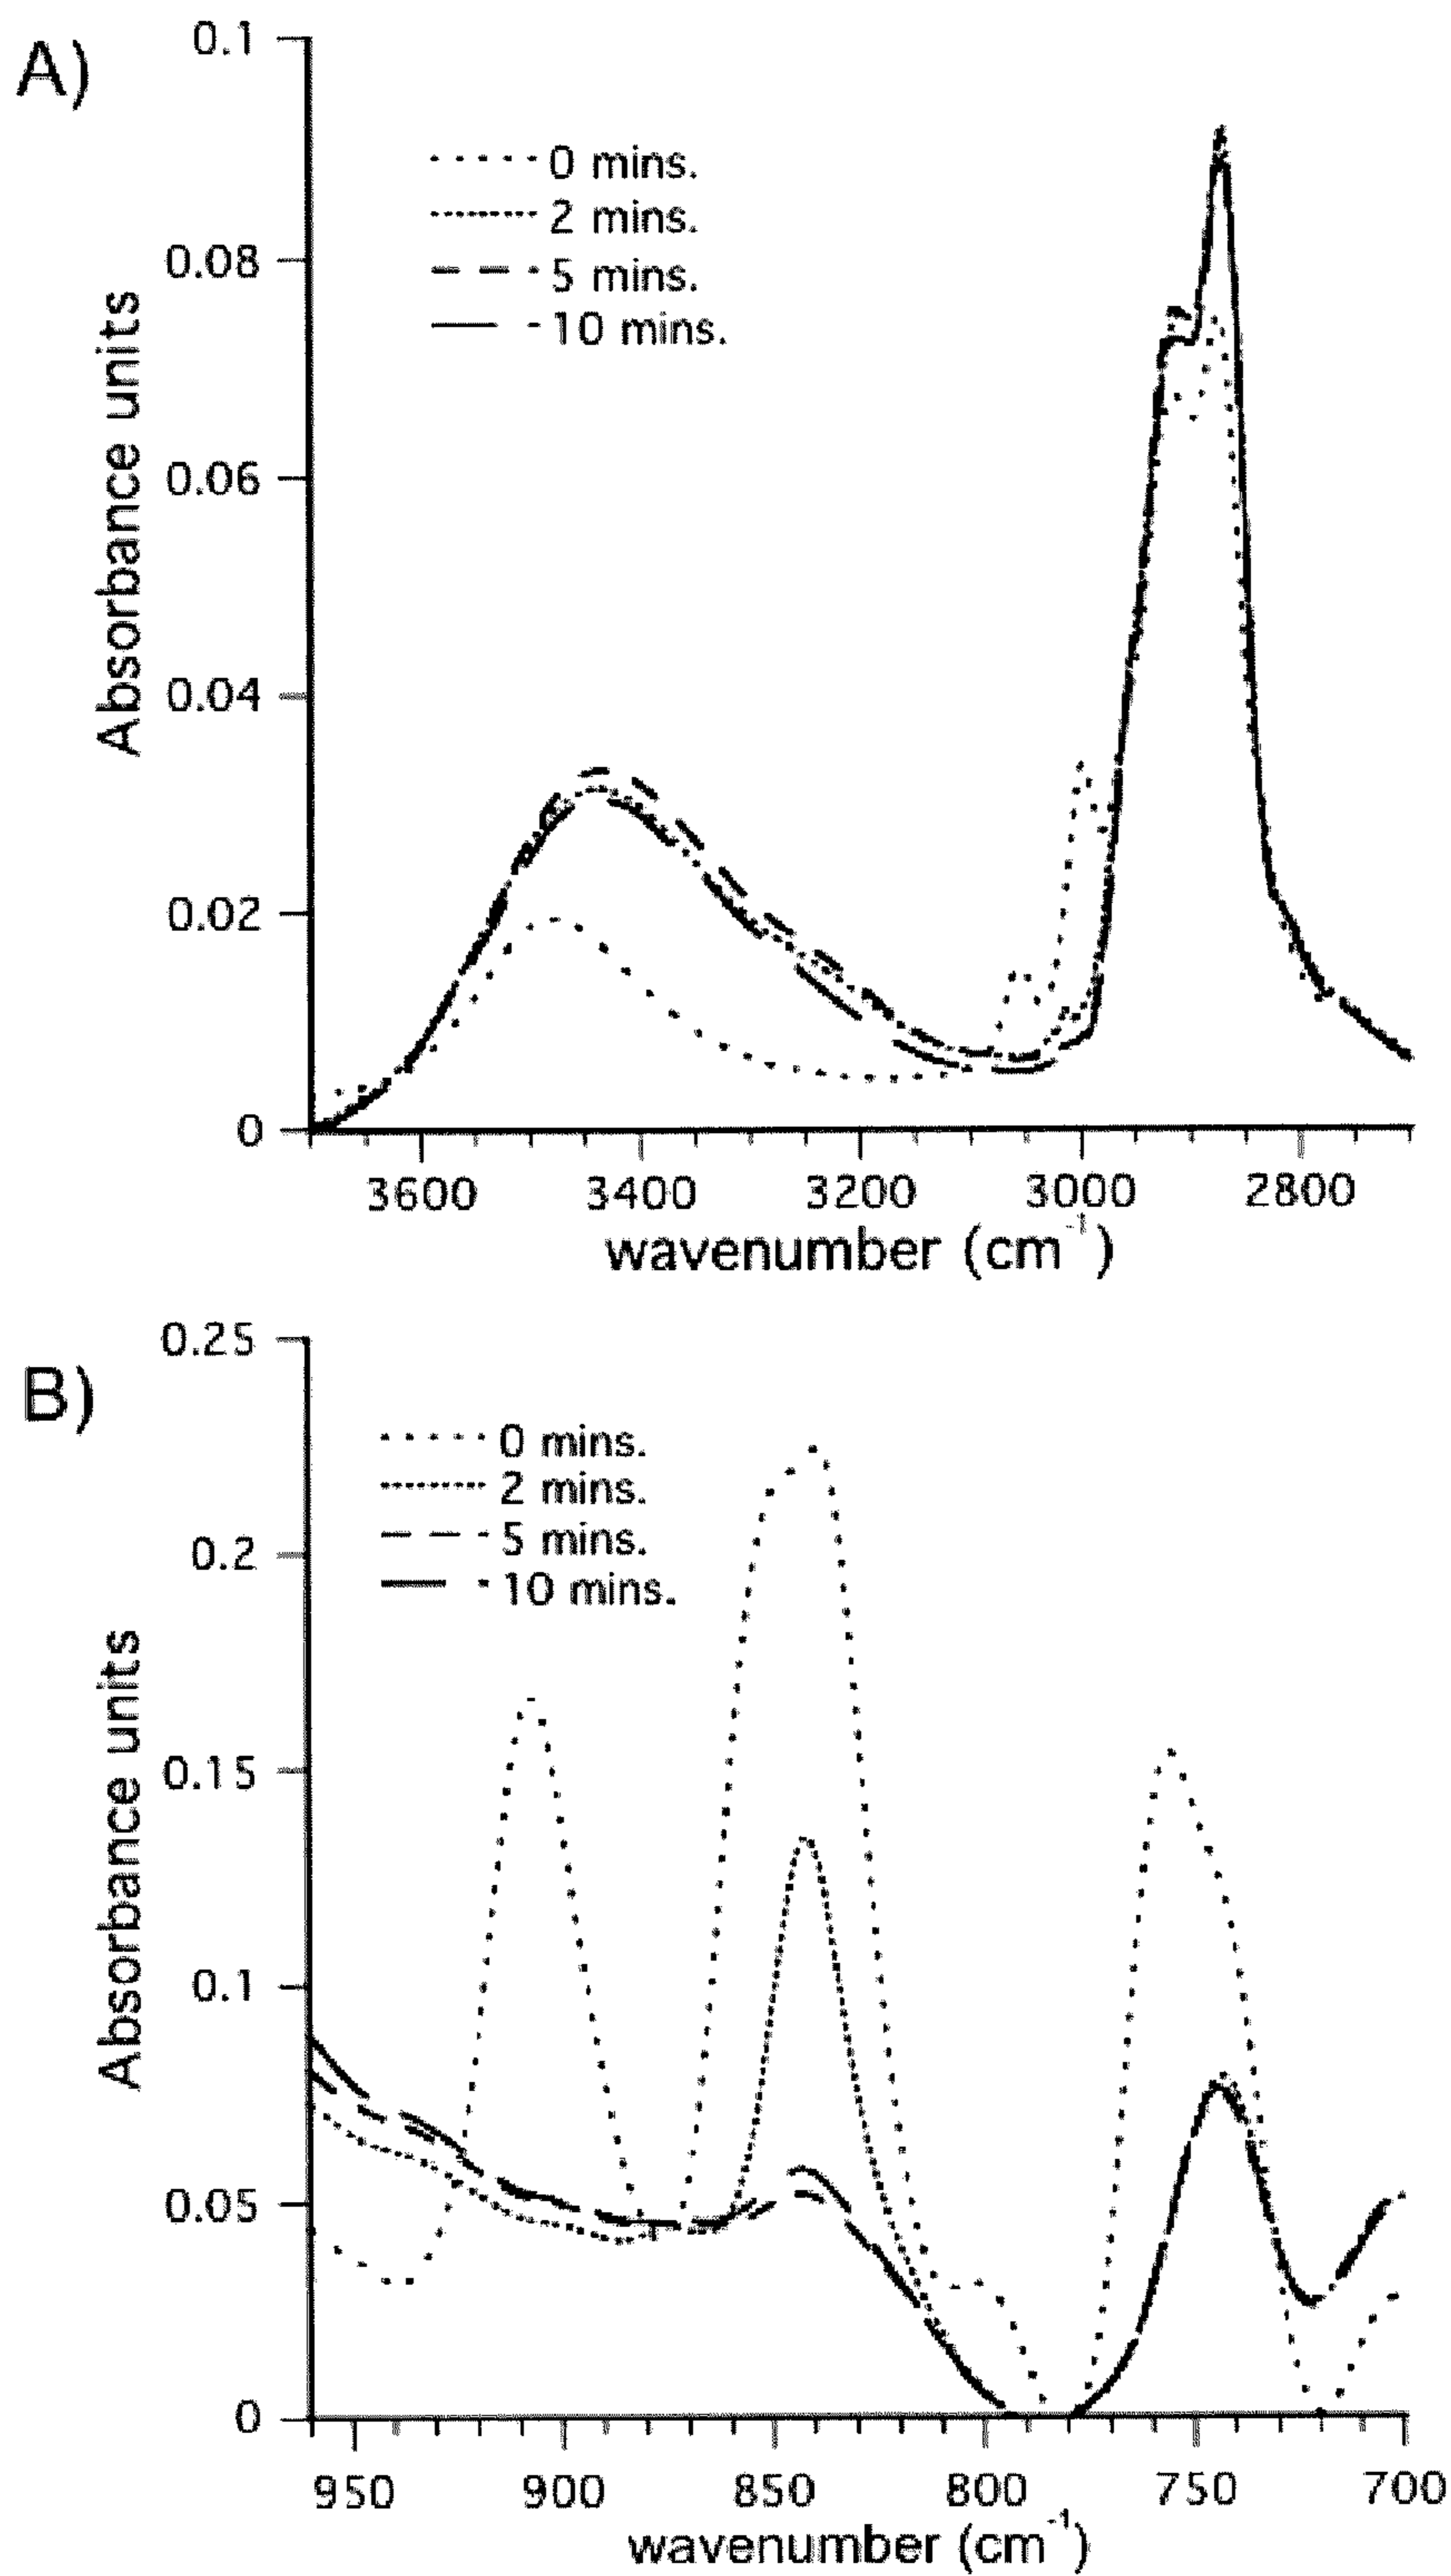 A)
0.1
0 mins.
2 mins.
5 mins.
10 mins.
0.08
0.06
0.04
0.02
0
Absorbance units
3600 3400 3200 3000 2800
wavenumber (cm⁻¹)
B)
0.25
0 mins.
2 mins.
5 mins.
10 mins.
0.2
0.15
0.1
0.05
0
Absorbance units
950 900 850 800 750 700
wavenumber (cm⁻¹)